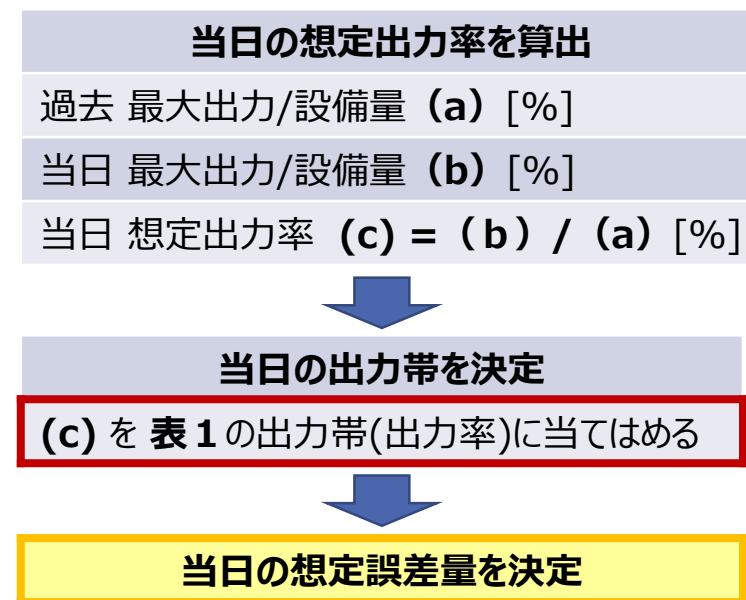 当日の想定出力率を算出
過去 最大出力/設備量（a）[%]
当日 最大出力/設備量（b）[%]
当日 想定出力率 (c) =（ｂ）/（a）[%]
当日の出力帯を決定
(c) を 表１の出力帯(出力率)に当てはめる
当日の想定誤差量を決定